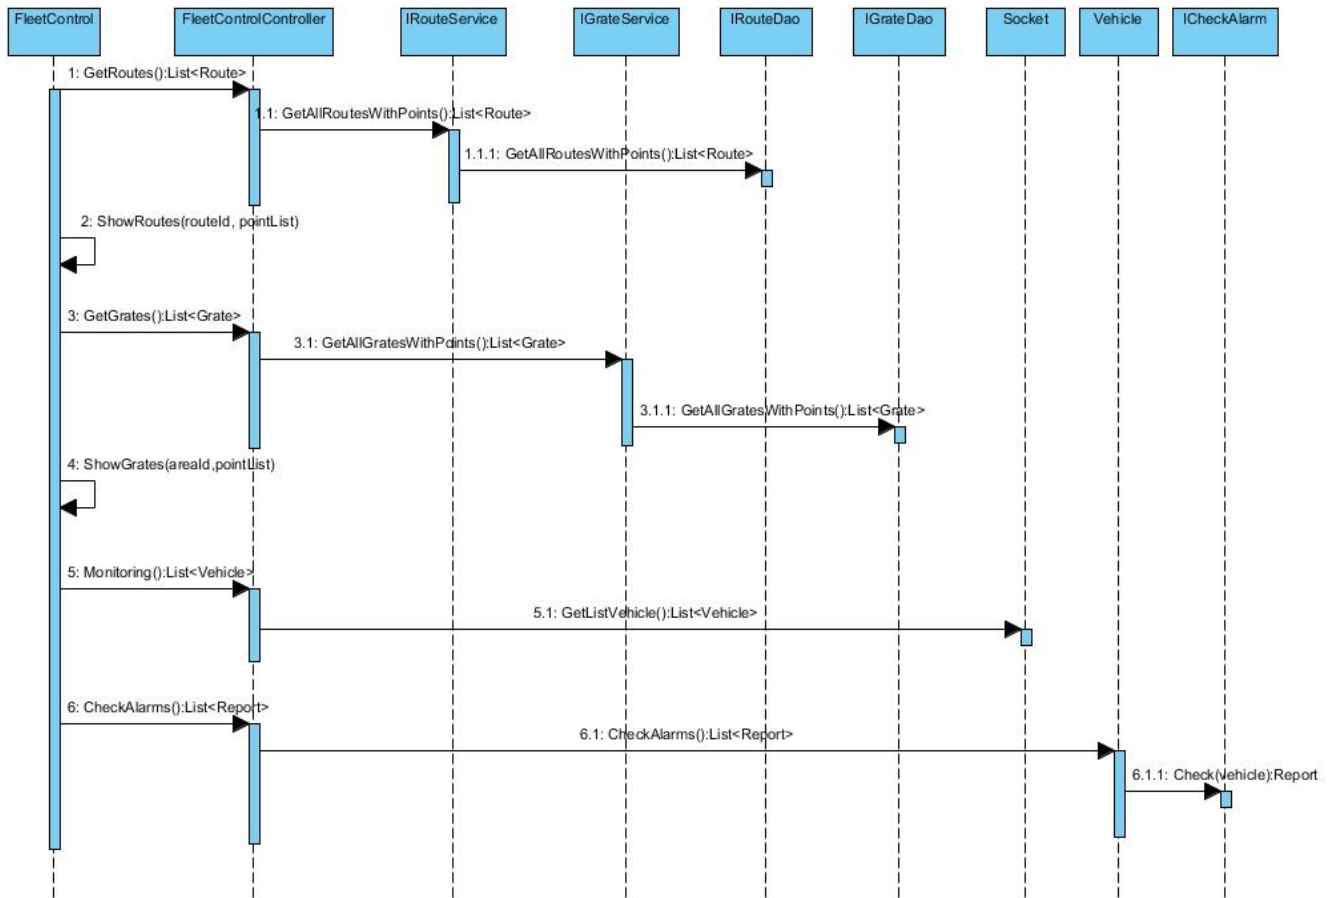 FleetControl
FleetControlController
IRouteService
IGrateService
IRouteDao
IGrateDao
Socket
Vehicle
ICheckAlarm
1: GetRoutes():List<Route>
1.1: GetAllRoutesWithPoints():List<Route>
1.1.1: GetAllRoutesWithPoints():List<Route>
2: ShowRoutes(routeId, pointList)
3: GetGrates():List<Grate>
3.1: GetAllGratesWithPoints():List<Grate>
3.1.1: GetAllGratesWithPoints():List<Grate>
4: ShowGrates(areaId,pointList)
5: Monitoring():List<Vehicle>
5.1: GetListVehicle():List<Vehicle>
6: CheckAlarms():List<Report>
6.1: CheckAlarms():List<Report>
6.1.1: Check(vehicle):Report